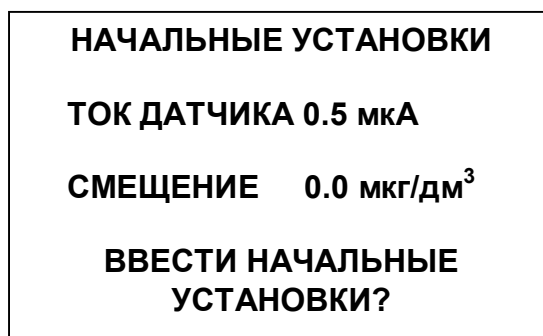 НАЧАЛЬНЫЕ УСТАНОВКИ
ТОК ДАТЧИКА 0.5 мкА
СМЕЩЕНИЕ 0.0 мкг/дм³
ВВЕСТИ НАЧАЛЬНЫЕ
УСТАНОВКИ?